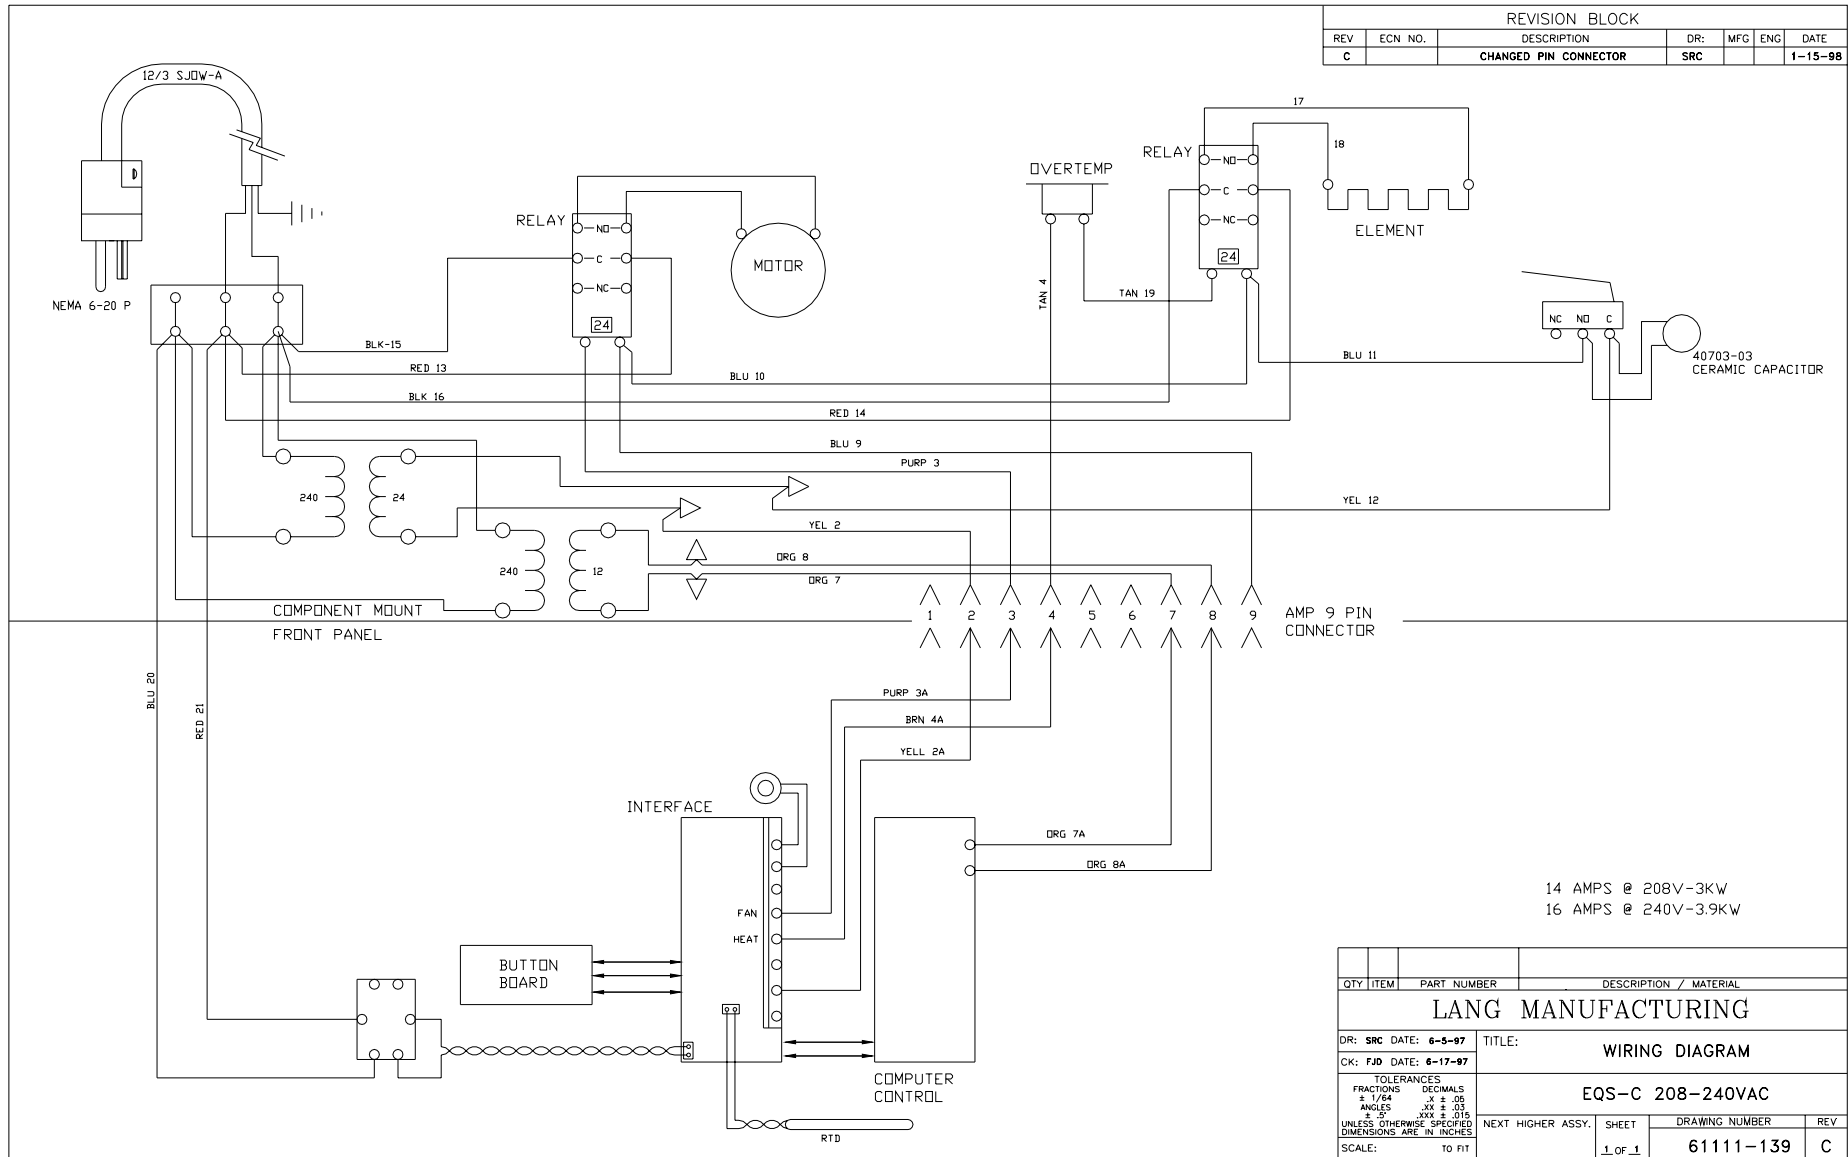 REVISION BLOCK
REV ECN NO. DESCRIPTION DR: MFG ENG DATE
C CHANGED PIN CONNECTOR SRC 1-15-98
12/3 SJOW-A
NEMA 6-20 P
RELAY
NO
C
NC
24
MOTOR
OVERTEMP
RELAY
NO
C
NC
24
17
18
ELEMENT
TAN 4
TAN 19
NC NO C
40703-03
CERAMIC CAPACITOR
BLK-15
RED 13
BLU 10
BLU 11
BLK 16
RED 14
BLU 9
PURP 3
240 24
YEL 12
YEL 2
ORG 8
240 12
ORG 7
COMPONENT MOUNT
FRONT PANEL
1 2 3 4 5 6 7 8 9
AMP 9 PIN
CONNECTOR
BLU 20
RED 21
PURP 3A
BRN 4A
YELL 2A
INTERFACE
ORG 7A
ORG 8A
FAN
HEAT
BUTTON
BOARD
COMPUTER
CONTROL
RTD
14 AMPS @ 208V-3KW
16 AMPS @ 240V-3.9KW
QTY ITEM PART NUMBER DESCRIPTION / MATERIAL
LANG MANUFACTURING
DR: SRC DATE: 6-5-97
CK: FJD DATE: 6-17-97
TITLE:
WIRING DIAGRAM
TOLERANCES
FRACTIONS DECIMALS
± 1/64 .X ± .05
ANGLES .XX ± .03
± .5° .XXX ± .015
UNLESS OTHERWISE SPECIFIED
DIMENSIONS ARE IN INCHES
EQS-C 208-240VAC
NEXT HIGHER ASSY. SHEET DRAWING NUMBER REV
SCALE: TO FIT 1 OF 1 61111-139 C